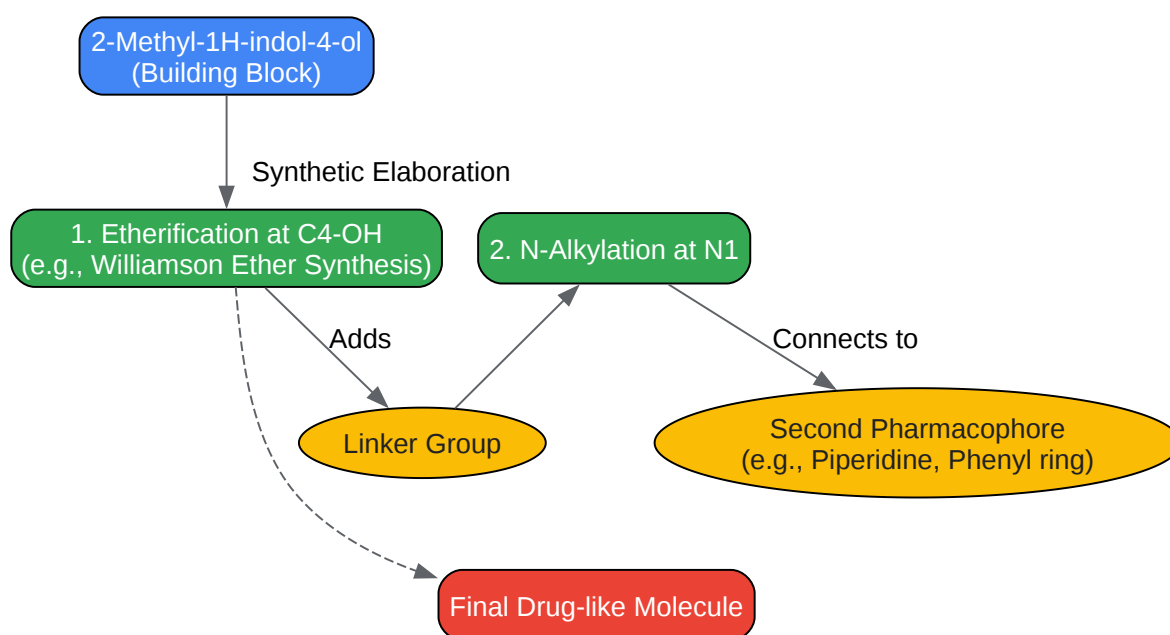 2-Methyl-1H-indol-4-ol
(Building Block)
Synthetic Elaboration
1. Etherification at C4-OH
(e.g., Williamson Ether Synthesis)
2. N-Alkylation at N1
Adds
Connects to
Linker Group
Second Pharmacophore
(e.g., Piperidine, Phenyl ring)
Final Drug-like Molecule